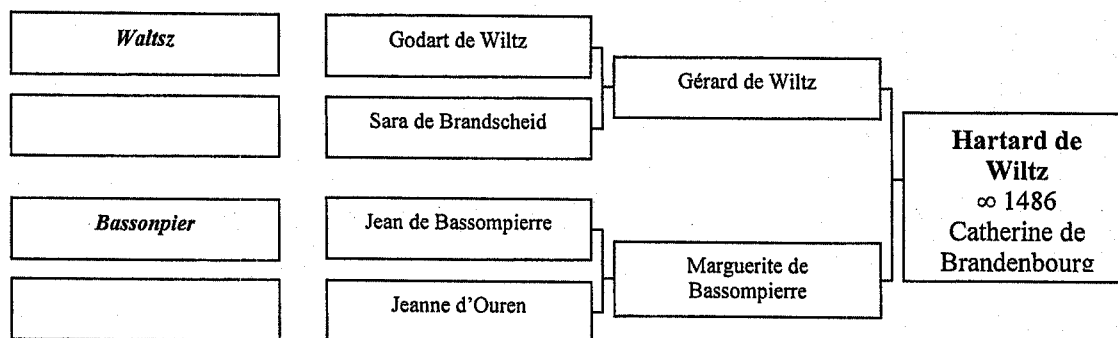 Waltsz
Godart de Wiltz
Sara de Brandscheid
Gérard de Wiltz
Bassonpier
Jean de Bassompierre
Jeanne d'Ouren
Marguerite de
Bassompierre
Hartard de
Wiltz
∞ 1486
Catherine de
Brandenbourg